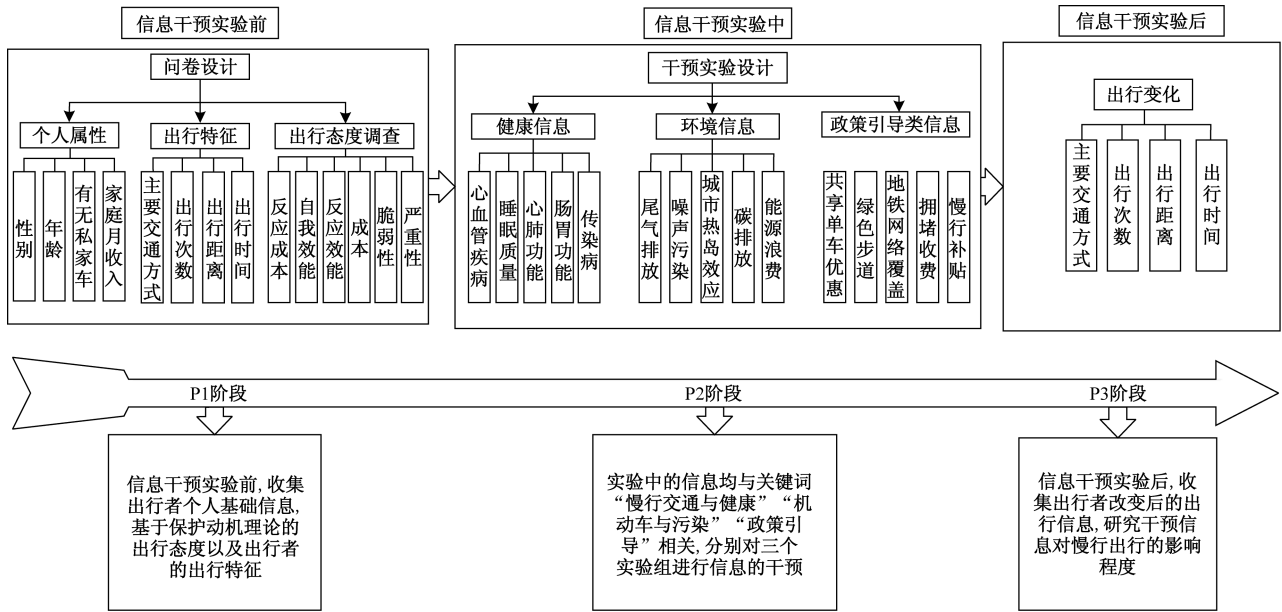 信息干预实验前
问卷设计
个人属性
出行特征
出行态度调查
性别
年龄
有无私家车
家庭月收入
主要交通方式
出行次数
出行距离
出行时间
反应成本
自我效能
反应效能
成本
脆弱性
严重性
信息干预实验中
干预实验设计
健康信息
环境信息
政策引导类信息
心血管疾病
睡眠质量
心肺功能
肠胃功能
传染病
尾气排放
噪声污染
城市热岛效应
碳排放
能源浪费
共享单车优惠
绿色步道
地铁网络覆盖
拥堵收费
慢行补贴
信息干预实验后
出行变化
主要交通方式
出行次数
出行距离
出行时间
P1阶段
P2阶段
P3阶段
信息干预实验前, 收集
出行者个人基础信息,
基于保护动机理论的
出行态度以及出行者
的出行特征
实验中的信息均与关键词
“慢行交通与健康”“机
动车与污染”“政策引
导”相关, 分别对三个
实验组进行信息的干预
信息干预实验后, 收
集出行者改变后的出
行信息, 研究干预信
息对慢行出行的影响
程度